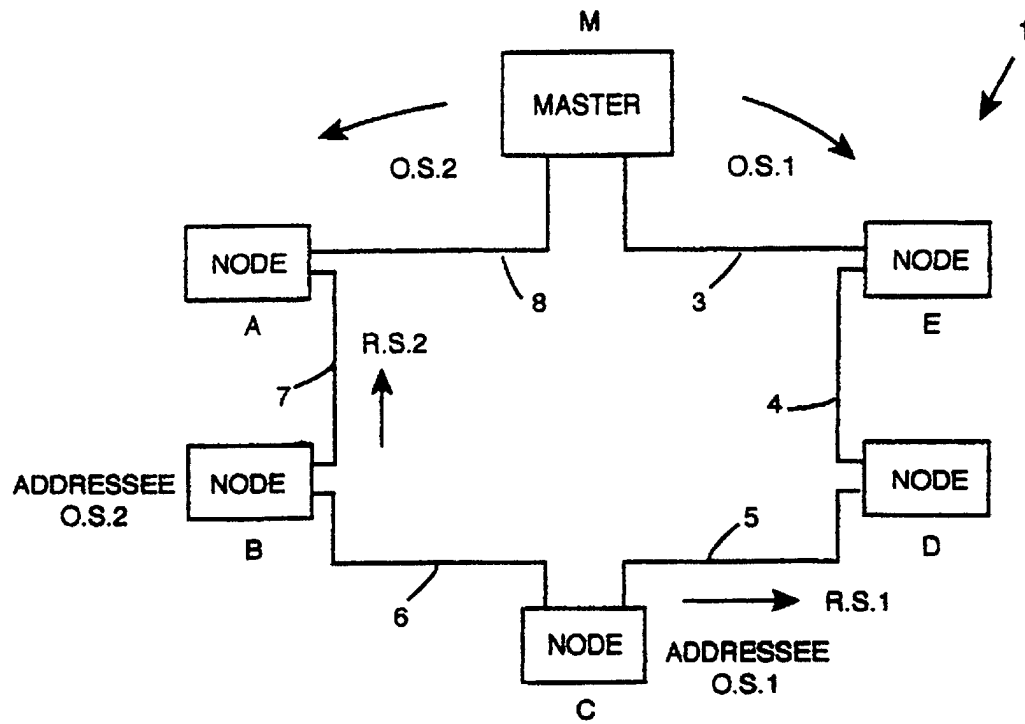 M
1
MASTER
O.S.2
O.S.1
NODE
NODE
A
8
3
E
R.S.2
7
4
ADDRESSEE
O.S.2
NODE
NODE
B
5
D
6
R.S.1
NODE
ADDRESSEE
O.S.1
C